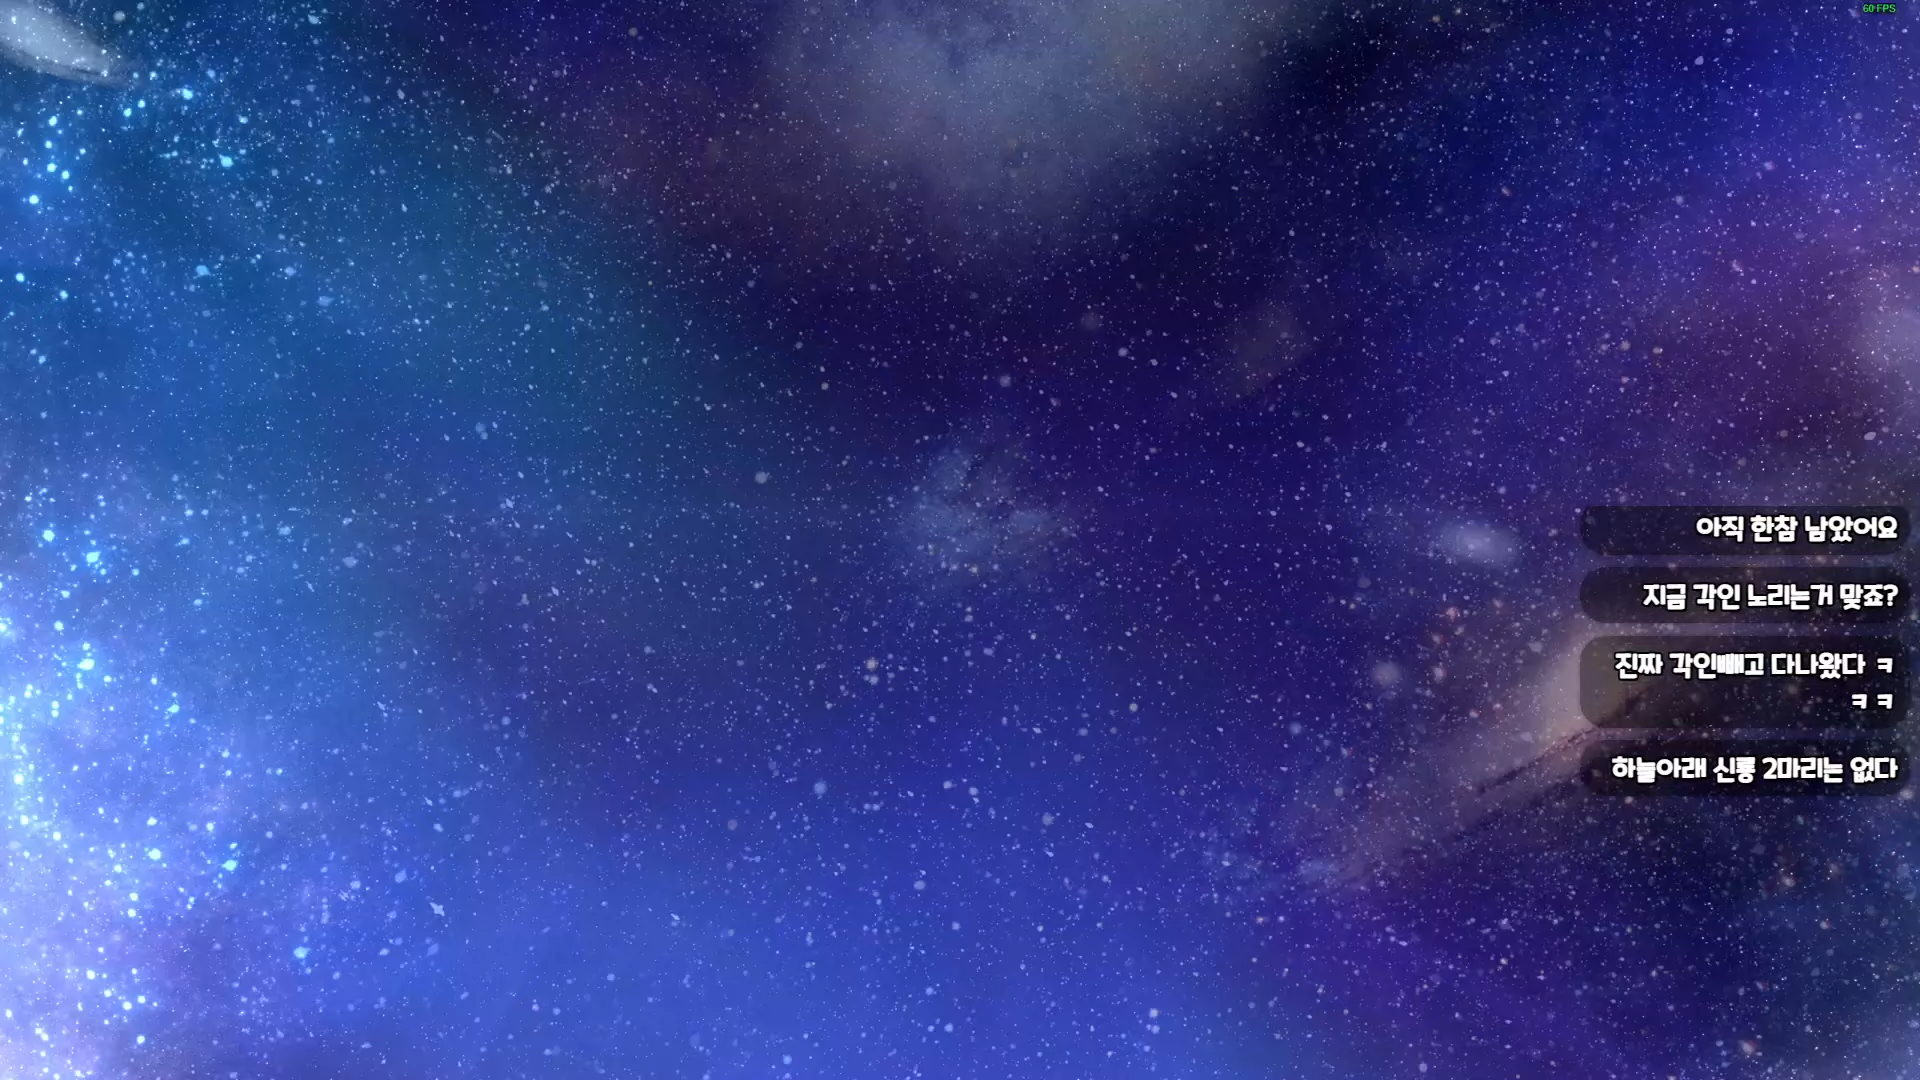 60 FPS
아직 한참 남았어요
지금 각인 노리는거 맞죠?
진짜 각인빼고 다나왔다 ㅋ
ㅋㅋ
하늘아래 신룡 2마리는 없다